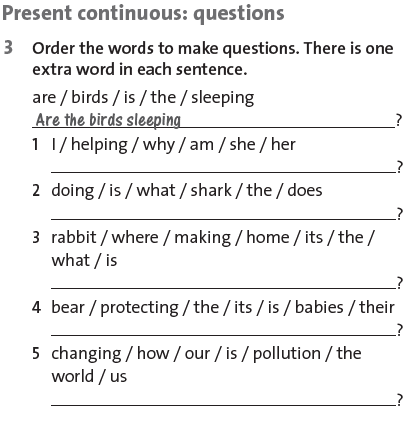 Present continuous: questions
3 Order the words to make questions. There is one
extra word in each sentence.
are / birds / is / the / sleeping
Are the birds sleeping ?
1 I / helping / why / am / she / her
?
2 doing / is / what / shark / the / does
?
3 rabbit / where / making / home / its / the /
what / is
?
4 bear / protecting / the / its / is / babies / their
?
5 changing / how / our / is / pollution / the
world / us
?